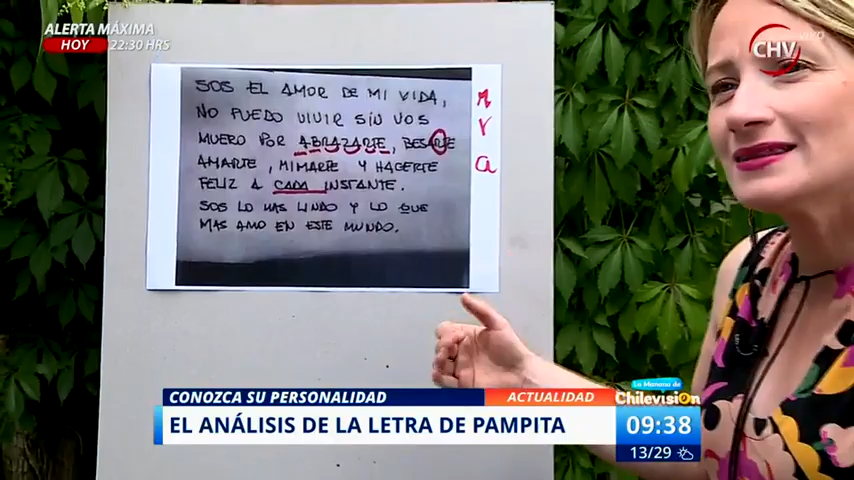 ALERTA MÁXIMA
HOY 22:30 HRS
CHV
SOS EL AMOR DE MI VIDA,
NO PUEDO VIVIR SIN VOS
MUERO POR ABRAZARTE, BESARTE
AMARTE, MIMARTE Y HACERTE
FELIZ A CADA INSTANTE.
SOS LO MAS LINDO Y LO QUE
MAS AMO EN ESTE MUNDO.
r
a
CONOZCA SU PERSONALIDAD
ACTUALIDAD
EL ANÁLISIS DE LA LETRA DE PAMPITA
La Mañana de
Chilevisión
09:38
13/29